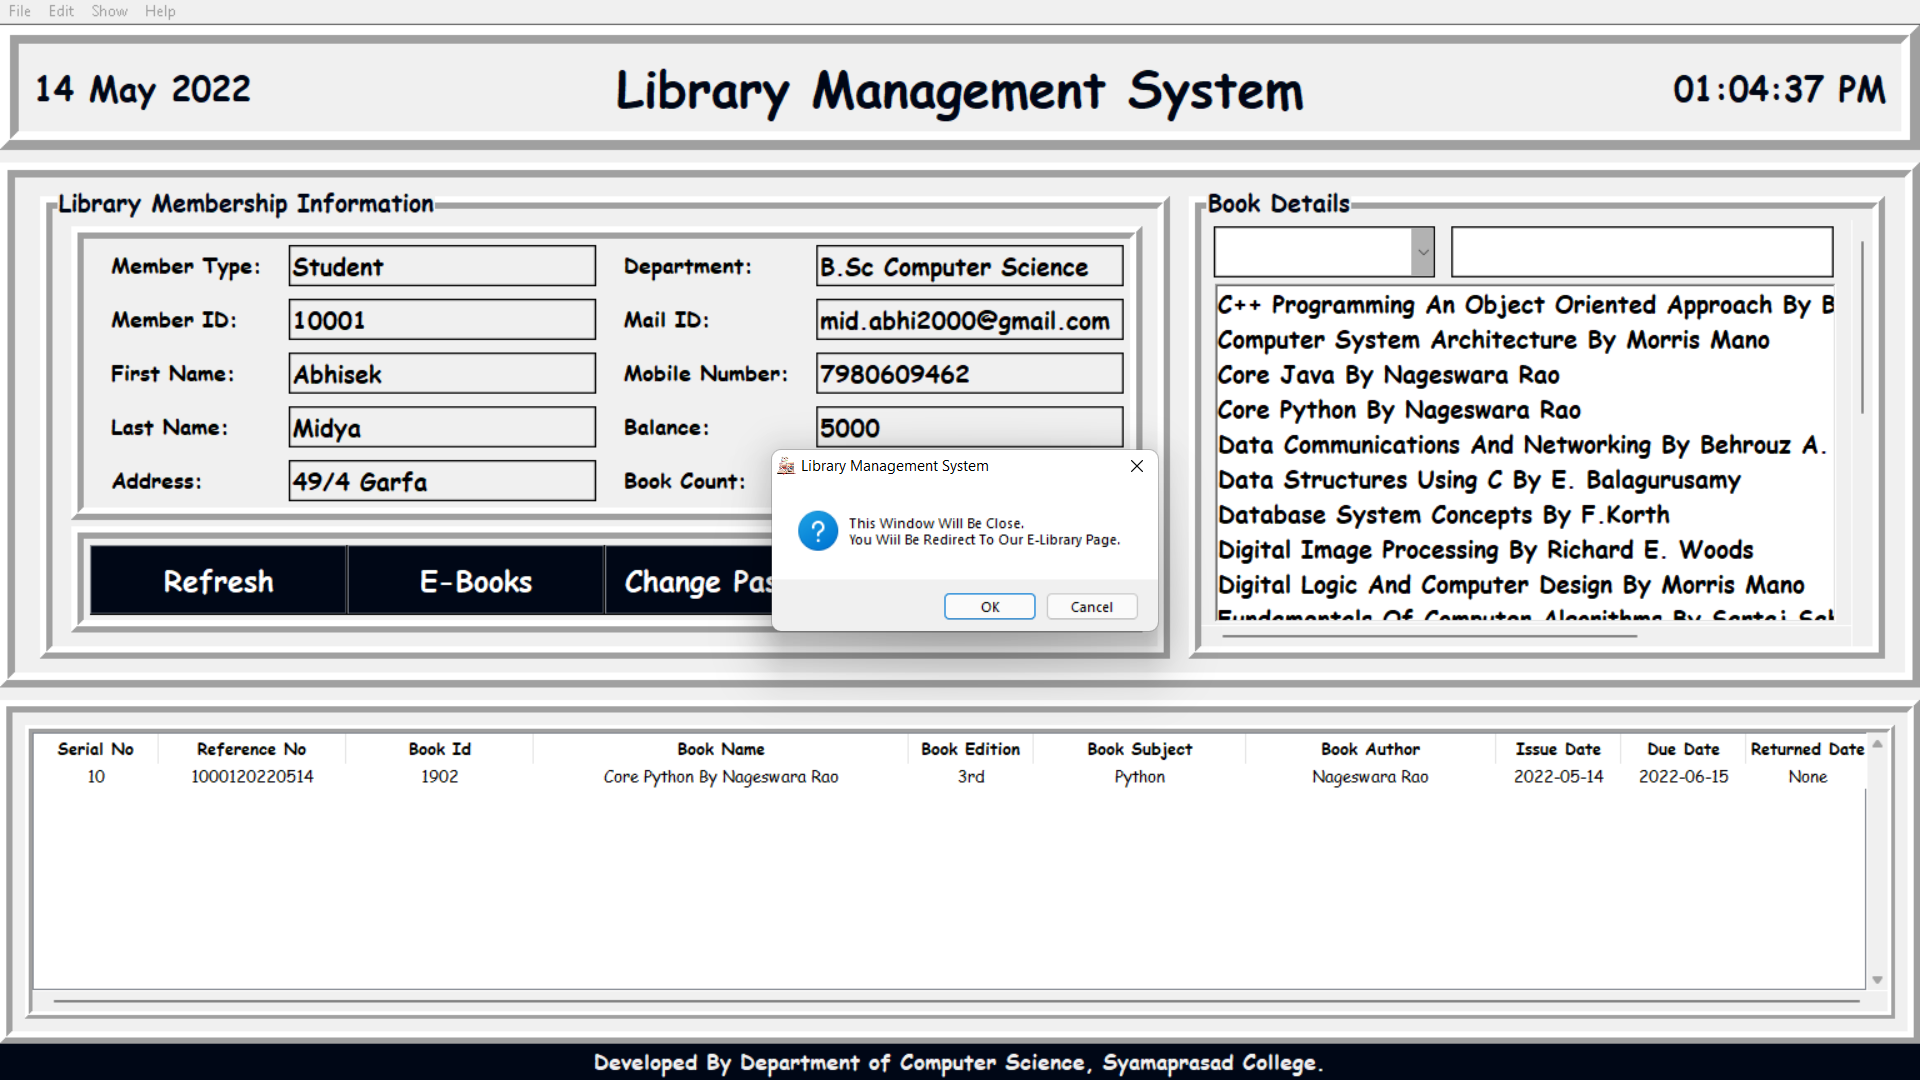 File Edit Show Help
14 May 2022 Library Management System 01:04:37 PM
Library Membership Information
Member Type: Student Department: B.Sc Computer Science
Member ID: 10001 Mail ID: mid.abhi2000@gmail.com
First Name: Abhisek Mobile Number: 7980609462
Last Name: Midya Balance: 5000
Address: 49/4 Garfa Book Count:
Refresh E-Books Change Pas
Library Management System
This Window Will Be Close.
You Wiil Be Redirect To Our E-Library Page.
OK Cancel
Book Details
C++ Programming An Object Oriented Approach By B
Computer System Architecture By Morris Mano
Core Java By Nageswara Rao
Core Python By Nageswara Rao
Data Communications And Networking By Behrouz A.
Data Structures Using C By E. Balagurusamy
Database System Concepts By F.Korth
Digital Image Processing By Richard E. Woods
Digital Logic And Computer Design By Morris Mano
Fundamentals Of Computer Algorithms By Sartaj Sah
Serial No Reference No Book Id Book Name Book Edition Book Subject Book Author Issue Date Due Date Returned Date
10 1000120220514 1902 Core Python By Nageswara Rao 3rd Python Nageswara Rao 2022-05-14 2022-06-15 None
Developed By Department of Computer Science, Syamaprasad College.